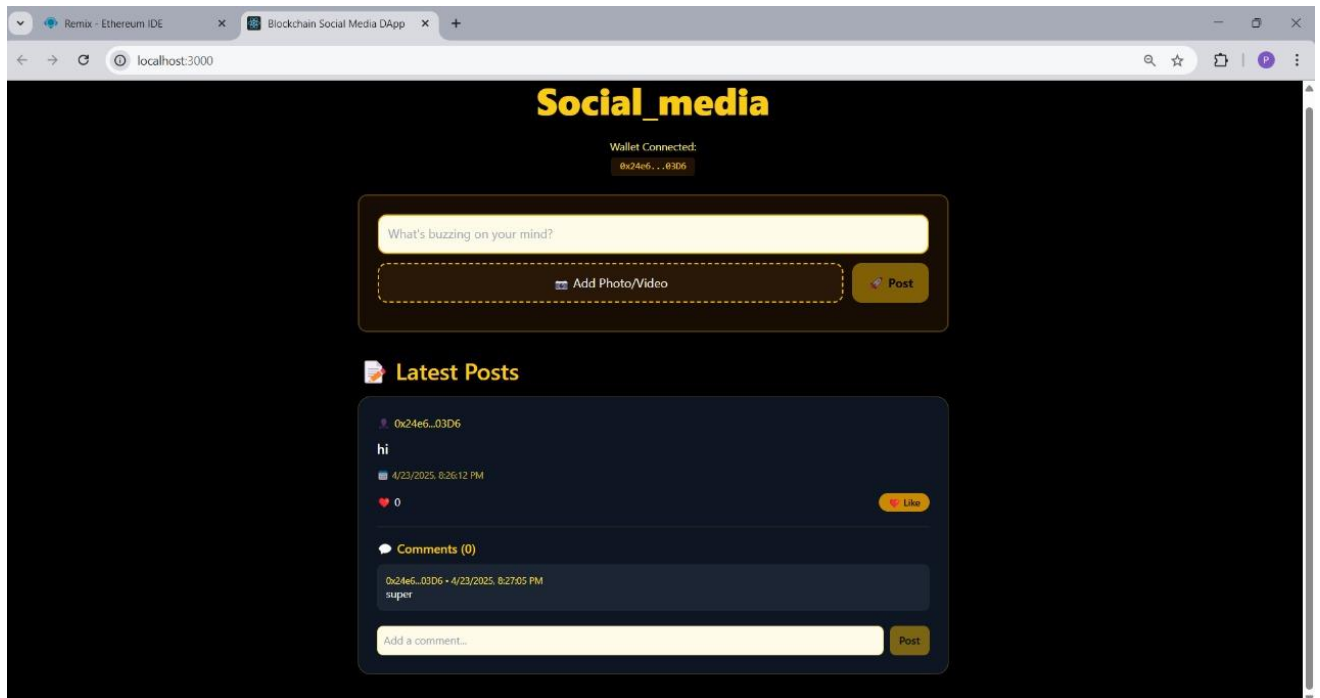 Remix - Ethereum IDE
Blockchain Social Media DApp
localhost:3000
P
Social_media
Wallet Connected:
0x24e6...03D6
What's buzzing on your mind?
📷 Add Photo/Video
🚀 Post
📝 Latest Posts
👤 0x24e6...03D6
hi
📅 4/23/2025, 8:26:12 PM
❤️ 0
❤️ Like
💬 Comments (0)
0x24e6...03D6 • 4/23/2025, 8:27:05 PM
super
Add a comment...
Post